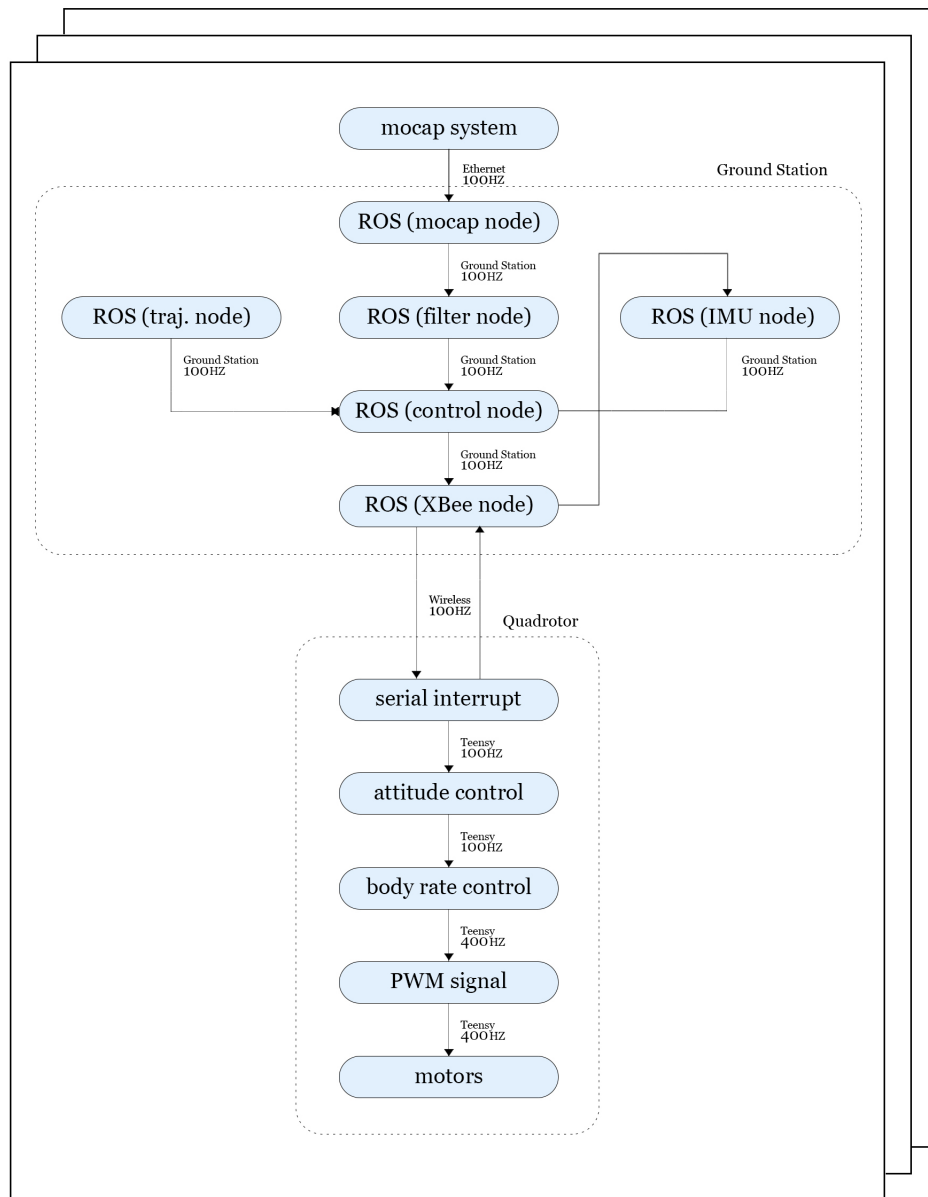 mocap system
Ethernet
100HZ
Ground Station
ROS (mocap node)
Ground Station
100HZ
ROS (traj. node)
ROS (filter node)
ROS (IMU node)
Ground Station
100HZ
Ground Station
100HZ
Ground Station
100HZ
ROS (control node)
Ground Station
100HZ
ROS (XBee node)
Wireless
100HZ
Quadrotor
serial interrupt
Teensy
100HZ
attitude control
Teensy
100HZ
body rate control
Teensy
400HZ
PWM signal
Teensy
400HZ
motors